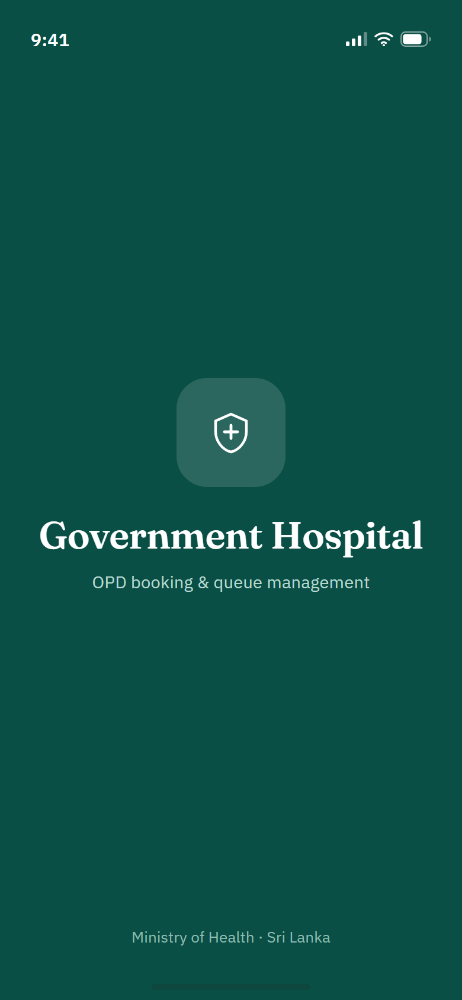 9:41
Government Hospital
OPD booking & queue management
Ministry of Health · Sri Lanka